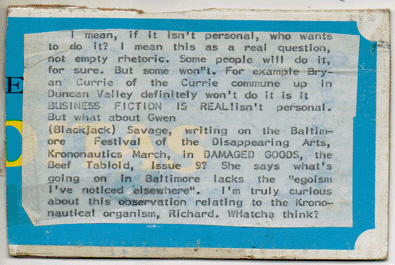 I mean, if it isn't personal, who wants
to do it? I mean this as a real question,
not empty rhetoric. Some people will do it,
for sure. But some won"t. For example Bry-
an Currie of the Currie commune up in
Duncan Valley definitely won't do it is it
BUSINESS FICTION IS REAL!isn't personal.
But what about Gwen
(Blackjack) Savage, writing on the Baltim-
ore Festival of the Disappearing Arts,
Krononautics March, in DAMAGED GOODS, the
Beef Tabloid, Issue 9? She says what's
going on in Baltimore lacks the "egoism
I've noticed elsewhere". I'm truly curious
about this observation relating to the Krono-
nautical organism, Richard. WHatcha think?
E